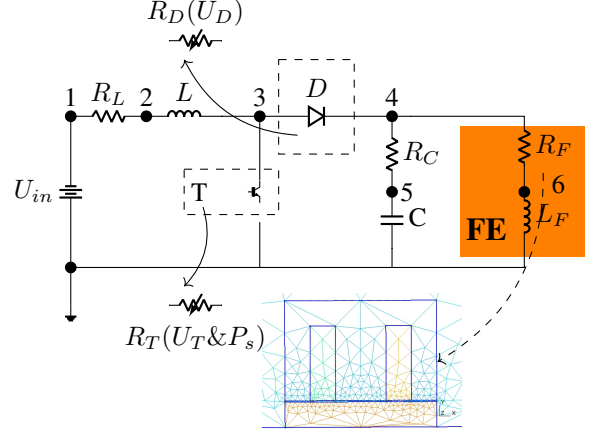 R_D(U_D)
1 R_L 2 L 3 D 4
R_C
R_F
U_in
T
5
6
C
L_F
FE
R_T(U_T&P_s)
Y
Z X